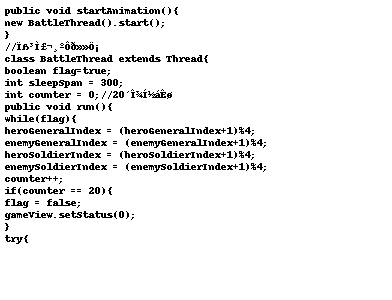 public void startAnimation(){
new BattleThread().start();
}
//Ïß³Ì£¬¸ºÔð»»Ö¡
class BattleThread extends Thread{
boolean flag=true;
int sleepSpan = 300;
int counter = 0;//20´Î¾Í½áÊø
public void run(){
while(flag){
heroGeneralIndex = (heroGeneralIndex+1)%4;
enemyGeneralIndex = (enemyGeneralIndex+1)%4;
heroSoldierIndex = (heroSoldierIndex+1)%4;
enemySoldierIndex = (enemySoldierIndex+1)%4;
counter++;
if(counter == 20){
flag = false;
gameView.setStatus(0);
}
try{